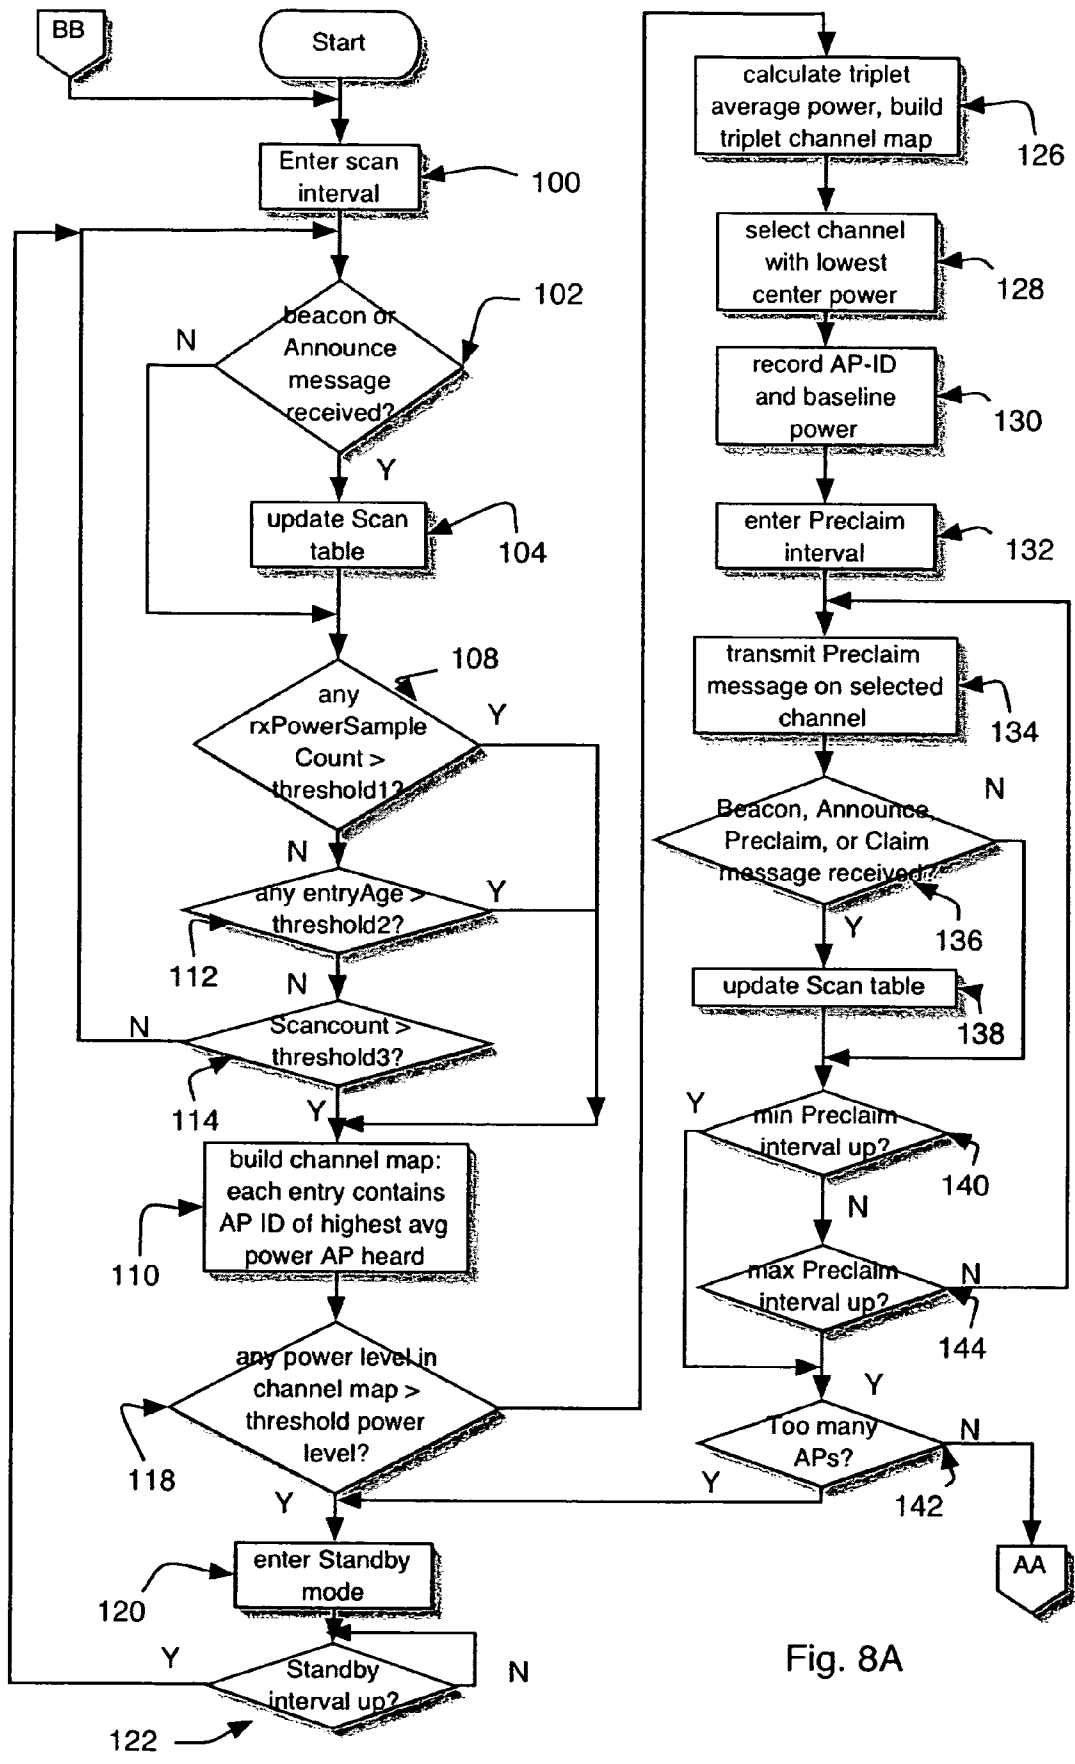 BB
Start
Enter scan
interval
100
beacon or
Announce
message
received?
102
N
Y
update Scan
table
104
any
rxPowerSample
Count >
threshold1?
108
Y
N
any entryAge >
threshold2?
Y
112
N
Scancount >
threshold3?
N
114
Y
build channel map:
each entry contains
AP ID of highest avg
power AP heard
110
any power level in
channel map >
threshold power
level?
118
Y
enter Standby
mode
120
Y
Standby
interval up?
N
122
calculate triplet
average power, build
triplet channel map
126
select channel
with lowest
center power
128
record AP-ID
and baseline
power
130
enter Preclaim
interval
132
transmit Preclaim
message on selected
channel
134
N
Beacon, Announce,
Preclaim, or Claim
message received?
136
Y
update Scan table
138
Y
min Preclaim
interval up?
140
N
max Preclaim
interval up?
N
144
Y
Too many
APs?
N
Y
142
AA
Fig. 8A